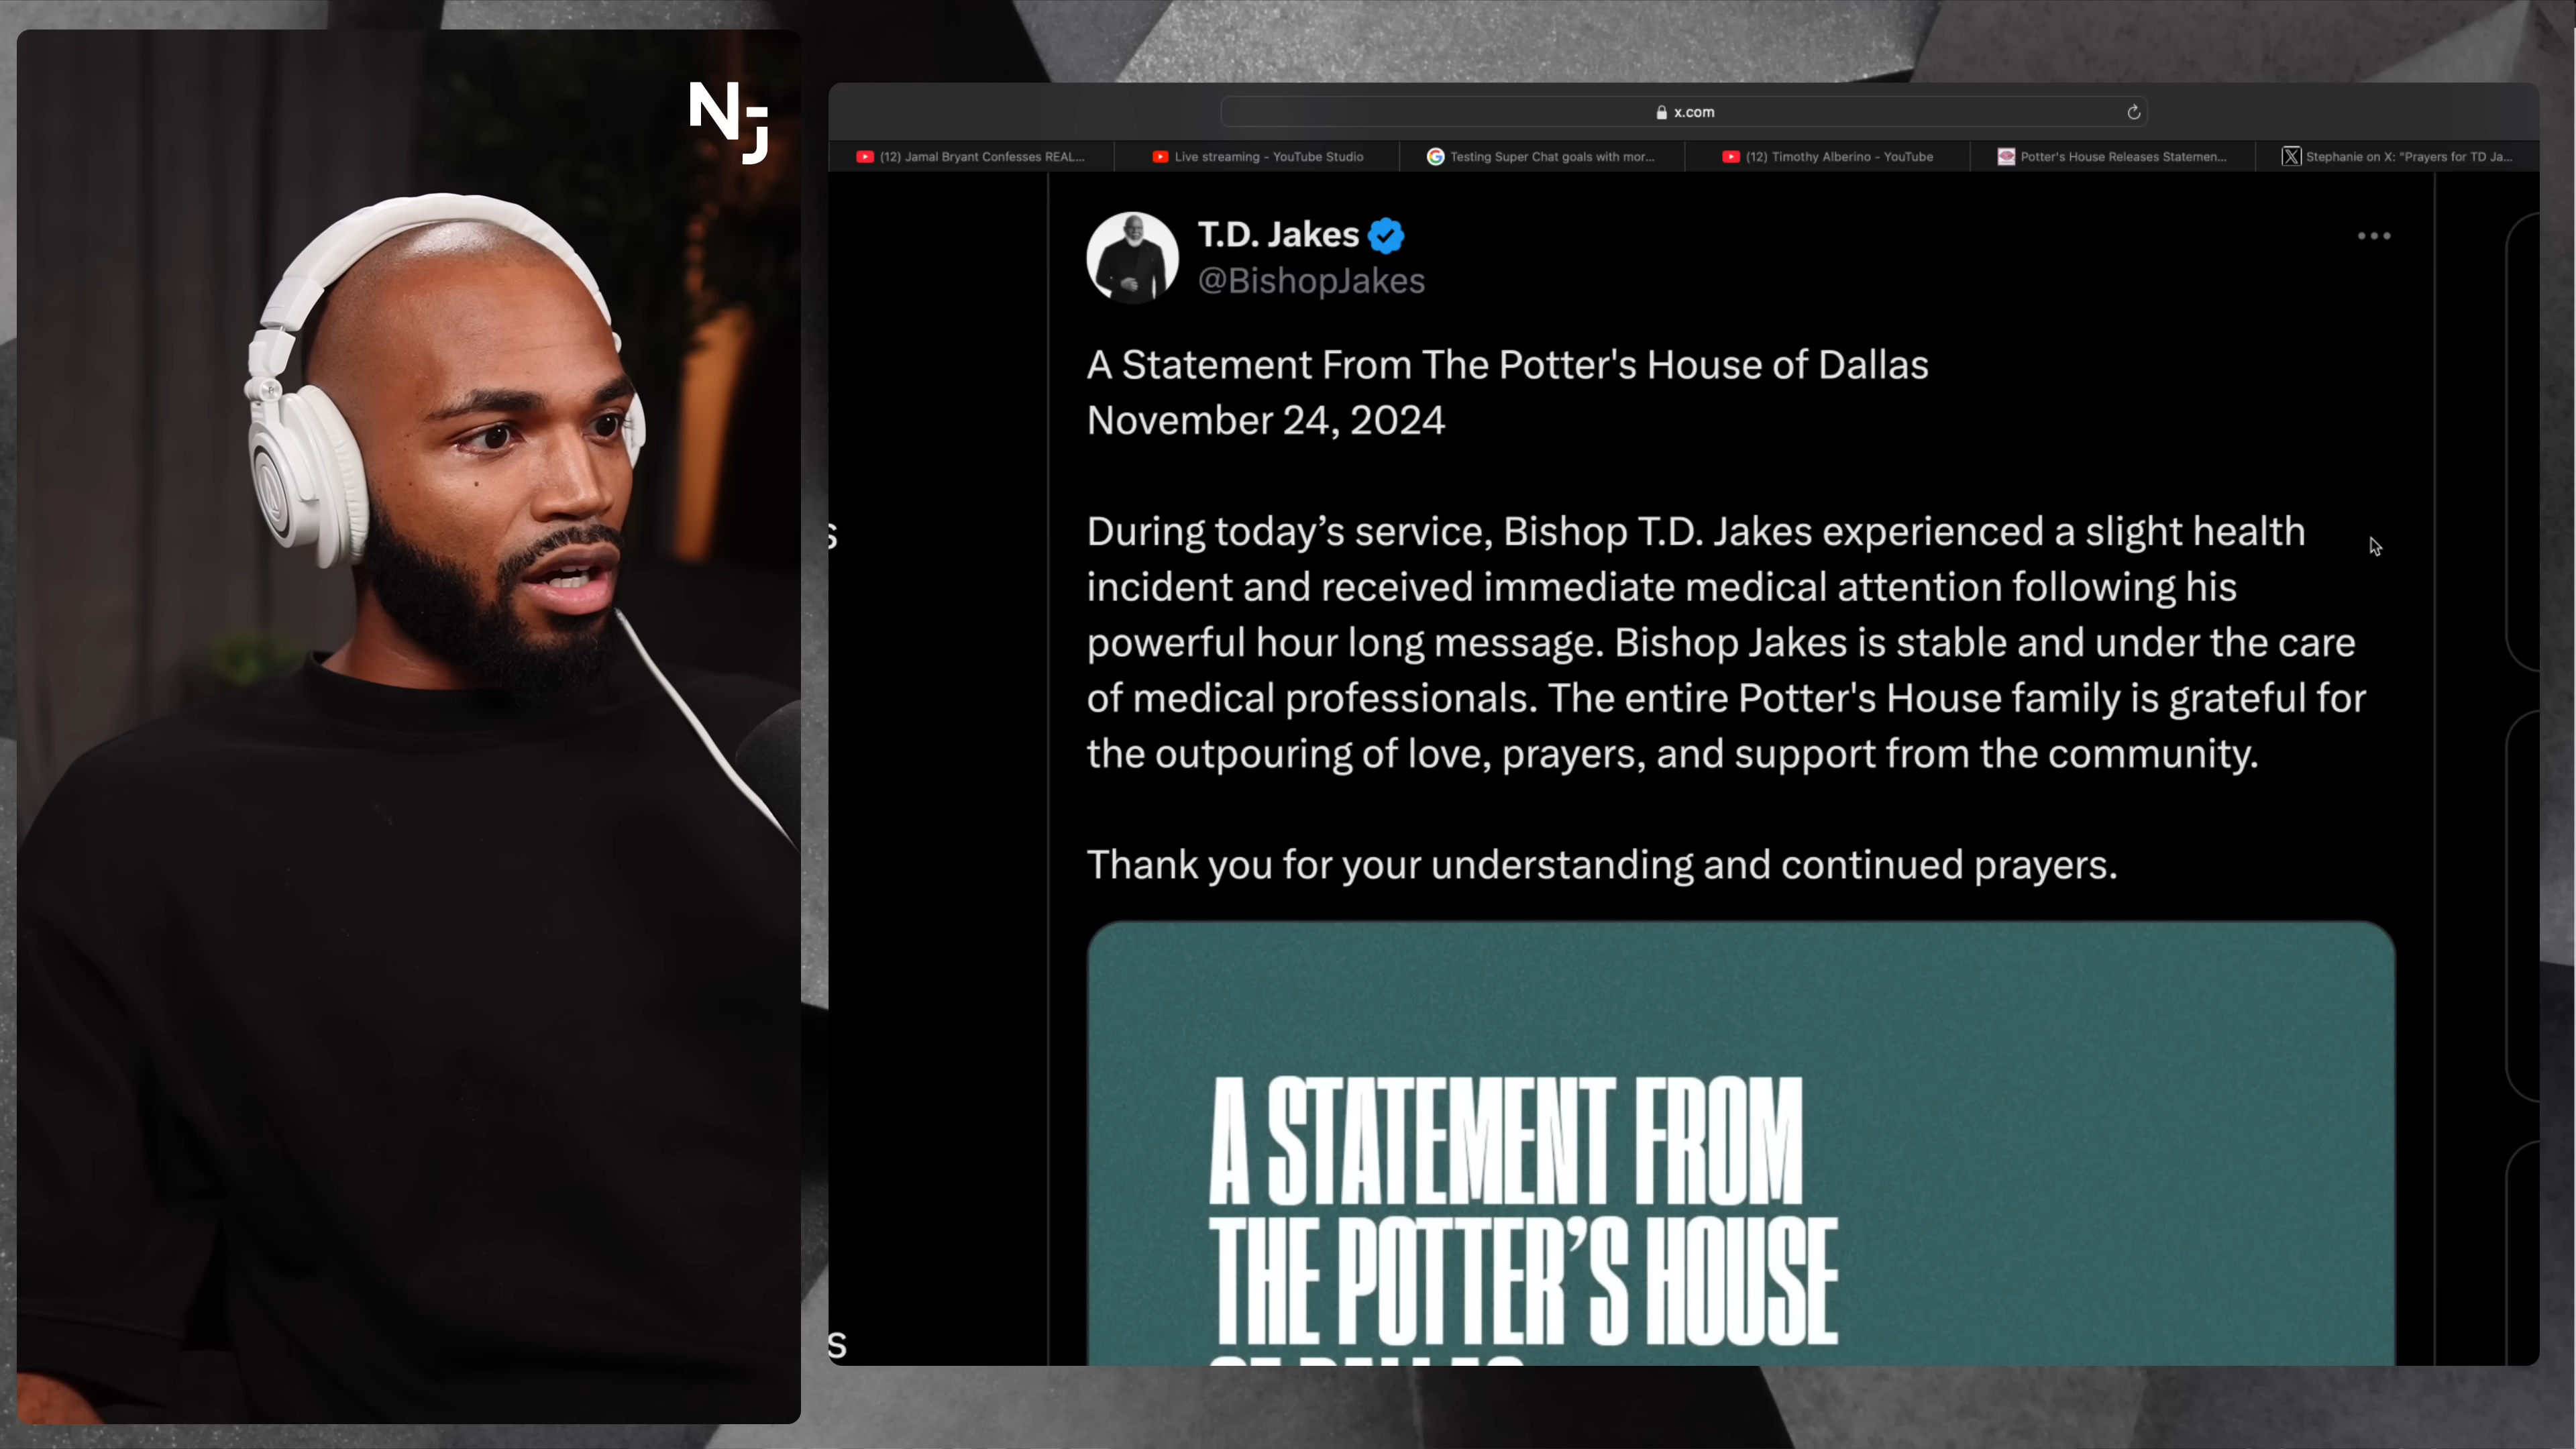 NJ
x.com
(12) Jamal Bryant Confesses REAL...
Live streaming - YouTube Studio
Testing Super Chat goals with mor...
(12) Timothy Alberino - YouTube
Potter's House Releases Statemen...
Stephanie on X: "Prayers for TD Ja...
T.D. Jakes
@BishopJakes
A Statement From The Potter's House of Dallas
November 24, 2024
During today’s service, Bishop T.D. Jakes experienced a slight health
incident and received immediate medical attention following his
powerful hour long message. Bishop Jakes is stable and under the care
of medical professionals. The entire Potter's House family is grateful for
the outpouring of love, prayers, and support from the community.
Thank you for your understanding and continued prayers.
A STATEMENT FROM
THE POTTER’S HOUSE